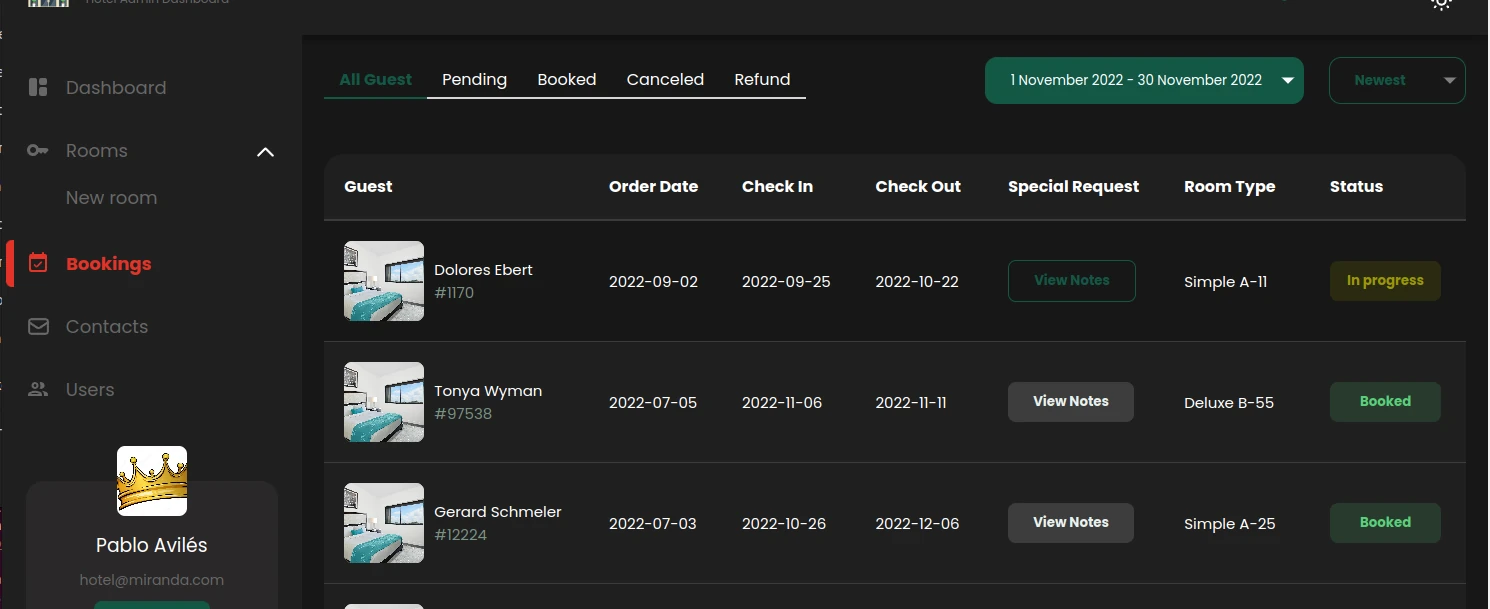 Hotel Admin Dashboard
Dashboard
Rooms
New room
Bookings
Contacts
Users
Pablo Avilés
hotel@miranda.com
All Guest Pending Booked Canceled Refund
1 November 2022 - 30 November 2022
Newest
Guest Order Date Check In Check Out Special Request Room Type Status
Dolores Ebert
#1170
2022-09-02 2022-09-25 2022-10-22 View Notes Simple A-11 In progress
Tonya Wyman
#97538
2022-07-05 2022-11-06 2022-11-11 View Notes Deluxe B-55 Booked
Gerard Schmeler
#12224
2022-07-03 2022-10-26 2022-12-06 View Notes Simple A-25 Booked